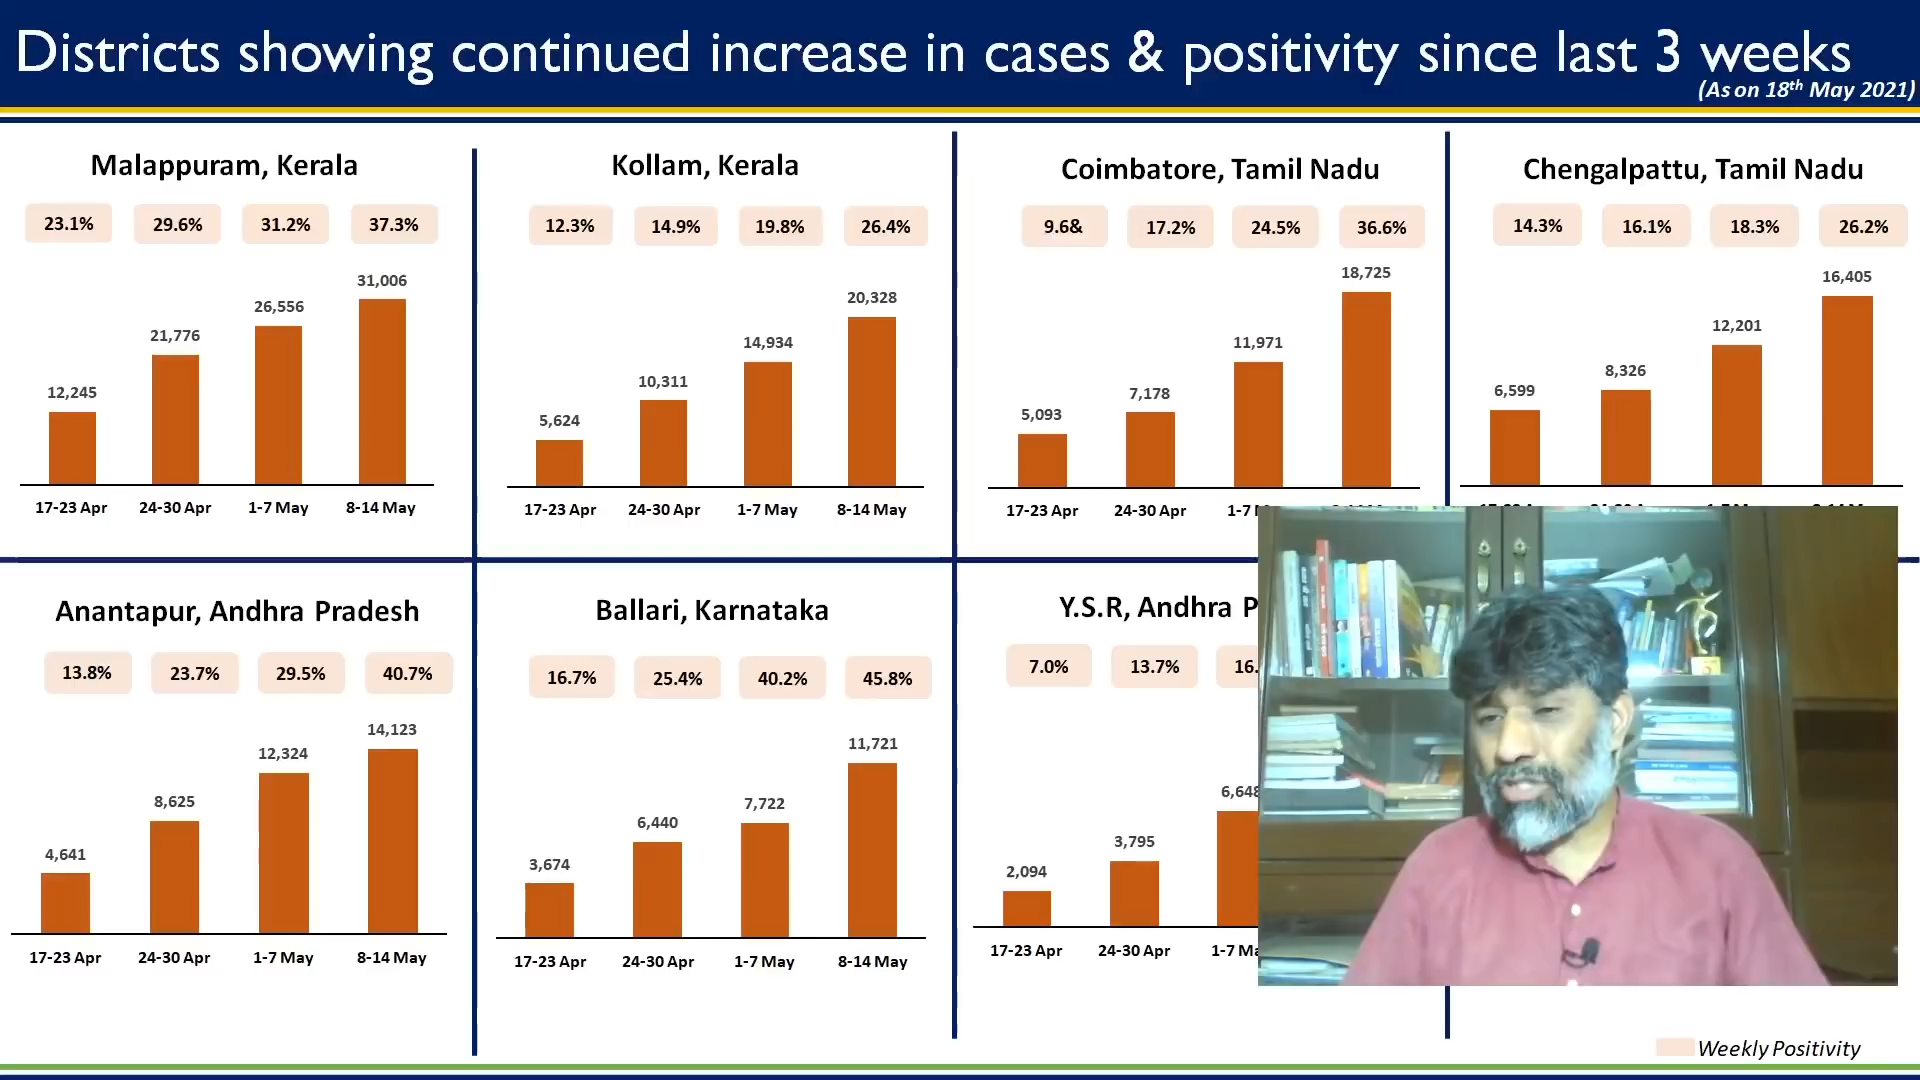 Districts showing continued increase in cases & positivity since last 3 weeks
(As on 18th May 2021)
Malappuram, Kerala
23.1% 29.6% 31.2% 37.3%
12,245 21,776 26,556 31,006
17-23 Apr 24-30 Apr 1-7 May 8-14 May
Kollam, Kerala
12.3% 14.9% 19.8% 26.4%
5,624 10,311 14,934 20,328
17-23 Apr 24-30 Apr 1-7 May 8-14 May
Coimbatore, Tamil Nadu
9.6& 17.2% 24.5% 36.6%
5,093 7,178 11,971 18,725
17-23 Apr 24-30 Apr 1-7
Chengalpattu, Tamil Nadu
14.3% 16.1% 18.3% 26.2%
6,599 8,326 12,201 16,405
Anantapur, Andhra Pradesh
13.8% 23.7% 29.5% 40.7%
4,641 8,625 12,324 14,123
17-23 Apr 24-30 Apr 1-7 May 8-14 May
Ballari, Karnataka
16.7% 25.4% 40.2% 45.8%
3,674 6,440 7,722 11,721
17-23 Apr 24-30 Apr 1-7 May 8-14 May
Y.S.R, Andhra P
7.0% 13.7% 16.
2,094 3,795 6,648
17-23 Apr 24-30 Apr 1-7 Ma
Weekly Positivity